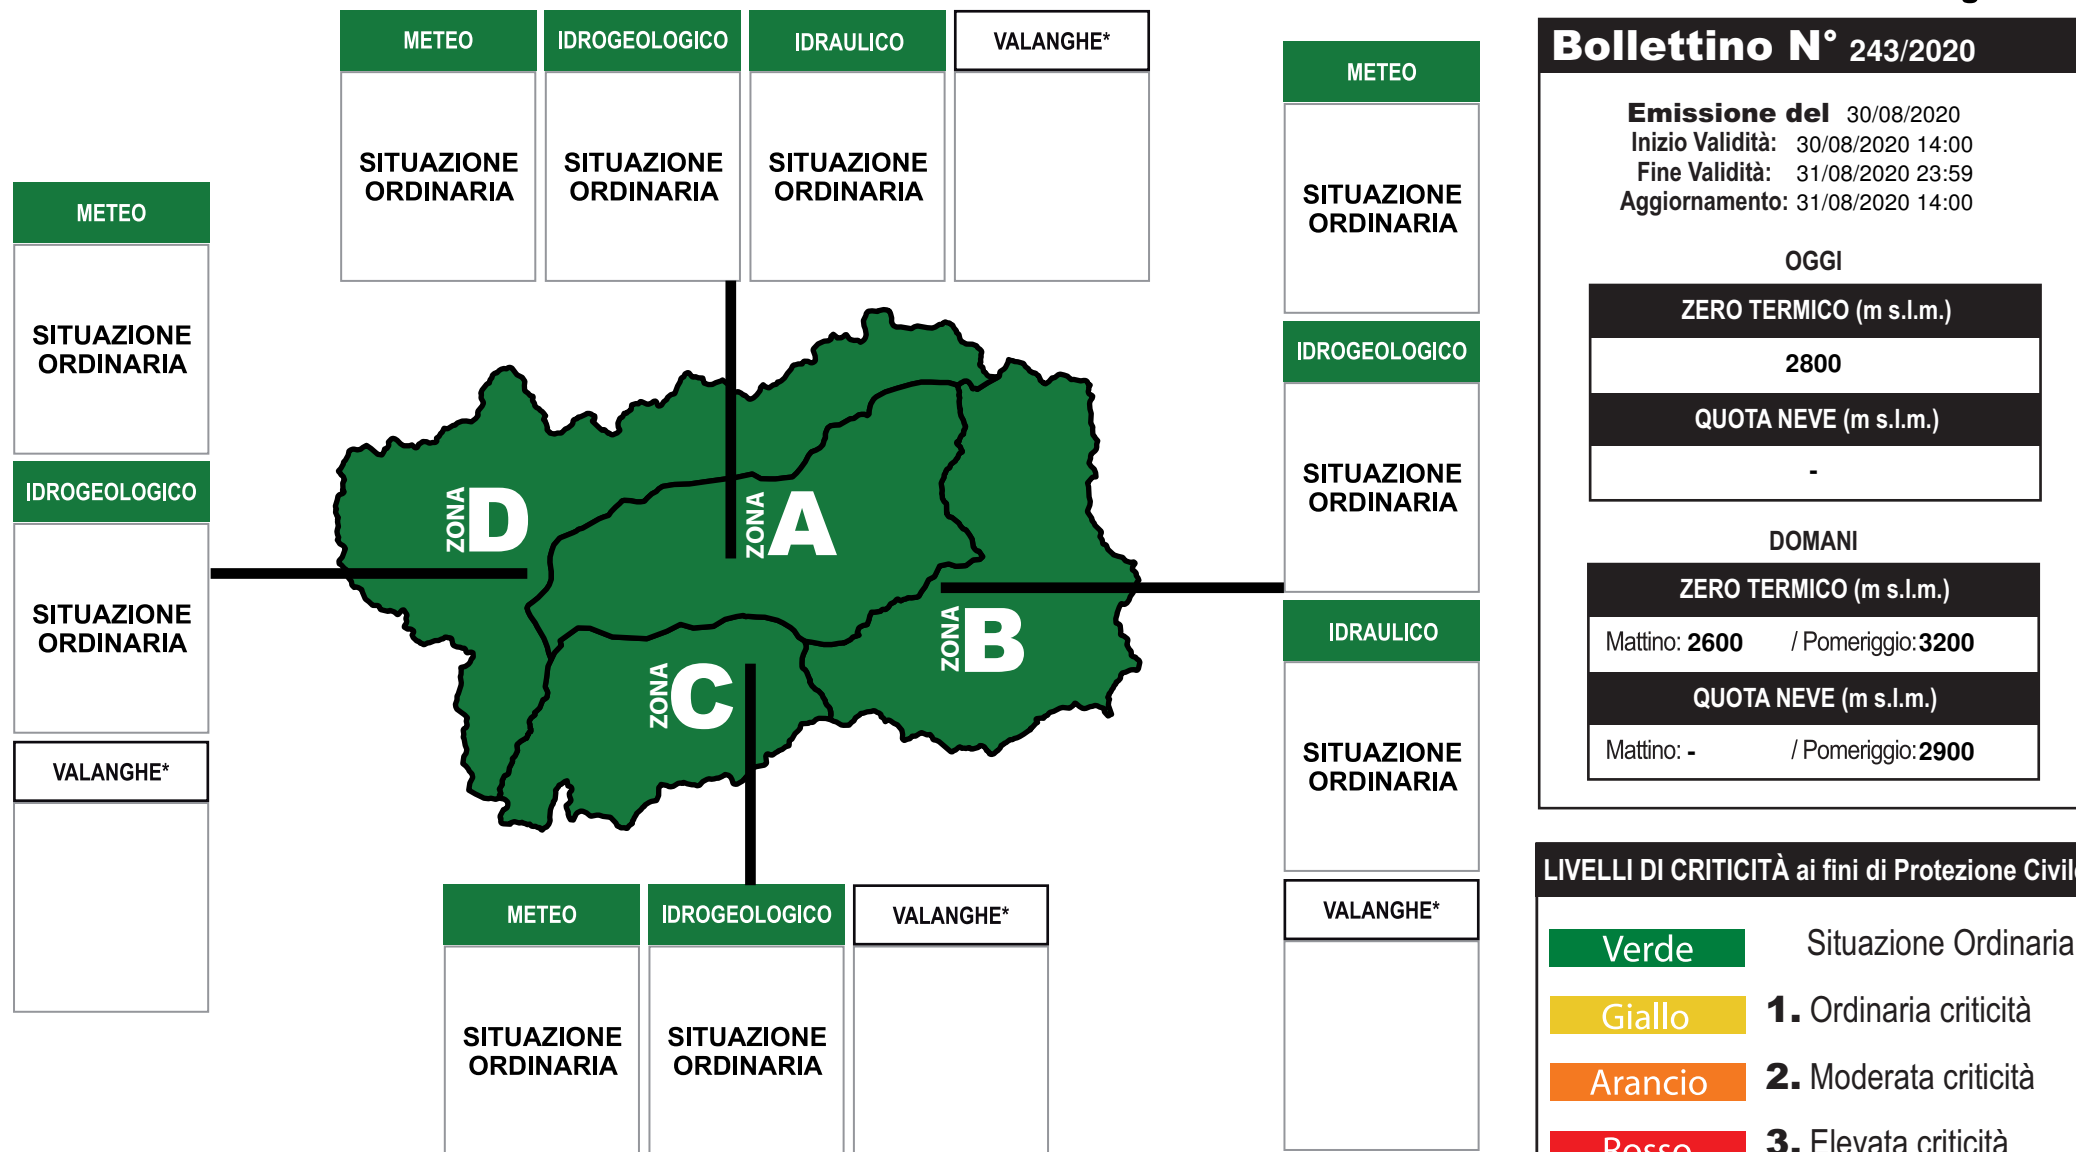 METEO
IDROGEOLOGICO
IDRAULICO
VALANGHE*
SITUAZIONE
ORDINARIA
SITUAZIONE
ORDINARIA
SITUAZIONE
ORDINARIA
METEO
SITUAZIONE
ORDINARIA
IDROGEOLOGICO
SITUAZIONE
ORDINARIA
VALANGHE*
ZONA D
ZONA A
ZONA B
ZONA C
METEO
SITUAZIONE
ORDINARIA
IDROGEOLOGICO
SITUAZIONE
ORDINARIA
IDRAULICO
SITUAZIONE
ORDINARIA
VALANGHE*
METEO
IDROGEOLOGICO
VALANGHE*
SITUAZIONE
ORDINARIA
SITUAZIONE
ORDINARIA
Bollettino N° 243/2020
Emissione del 30/08/2020
Inizio Validità: 30/08/2020 14:00
Fine Validità: 31/08/2020 23:59
Aggiornamento: 31/08/2020 14:00
OGGI
ZERO TERMICO (m s.l.m.)
2800
QUOTA NEVE (m s.l.m.)
-
DOMANI
ZERO TERMICO (m s.l.m.)
Mattino: 2600 / Pomeriggio: 3200
QUOTA NEVE (m s.l.m.)
Mattino: - / Pomeriggio: 2900
LIVELLI DI CRITICITÀ ai fini di Protezione Civile
Verde Situazione Ordinaria
Giallo 1. Ordinaria criticità
Arancio 2. Moderata criticità
Rosso 3. Elevata criticità